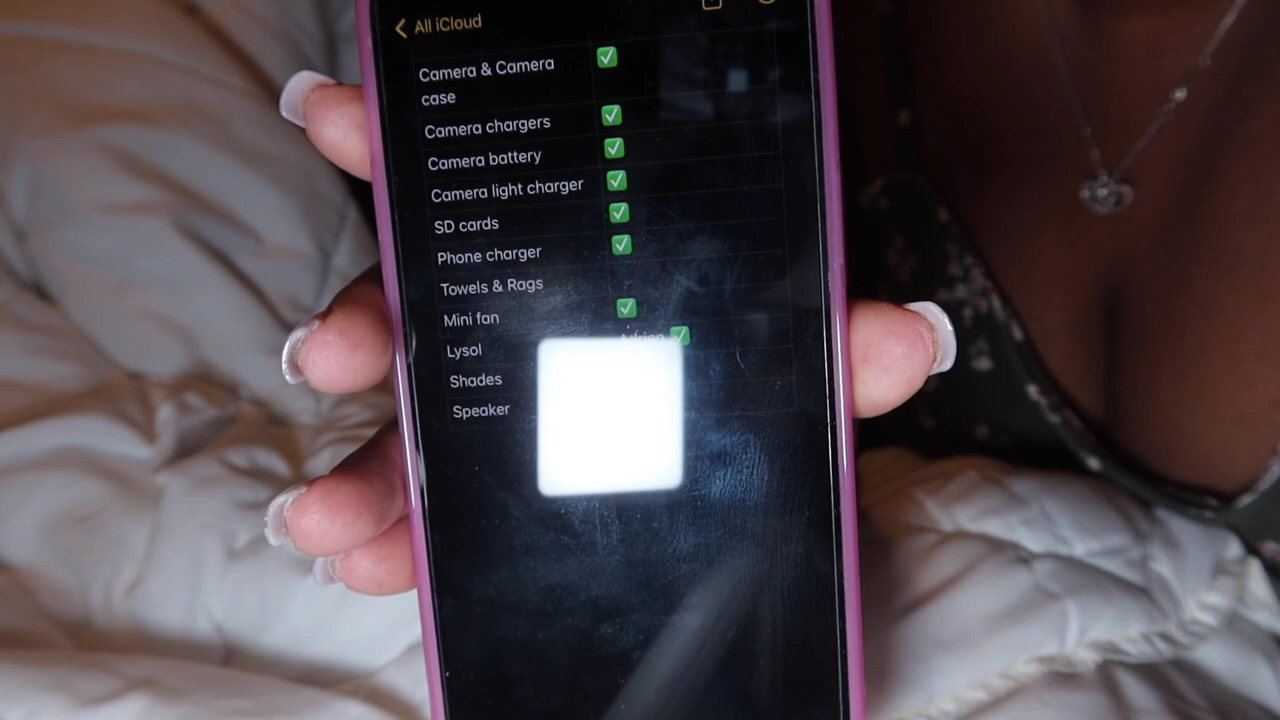 All iCloud
Camera & Camera
case ✅
Camera chargers ✅
Camera battery ✅
Camera light charger ✅
SD cards ✅
Phone charger ✅
Towels & Rags
Mini fan ✅
Lysol ✅
Shades
Speaker